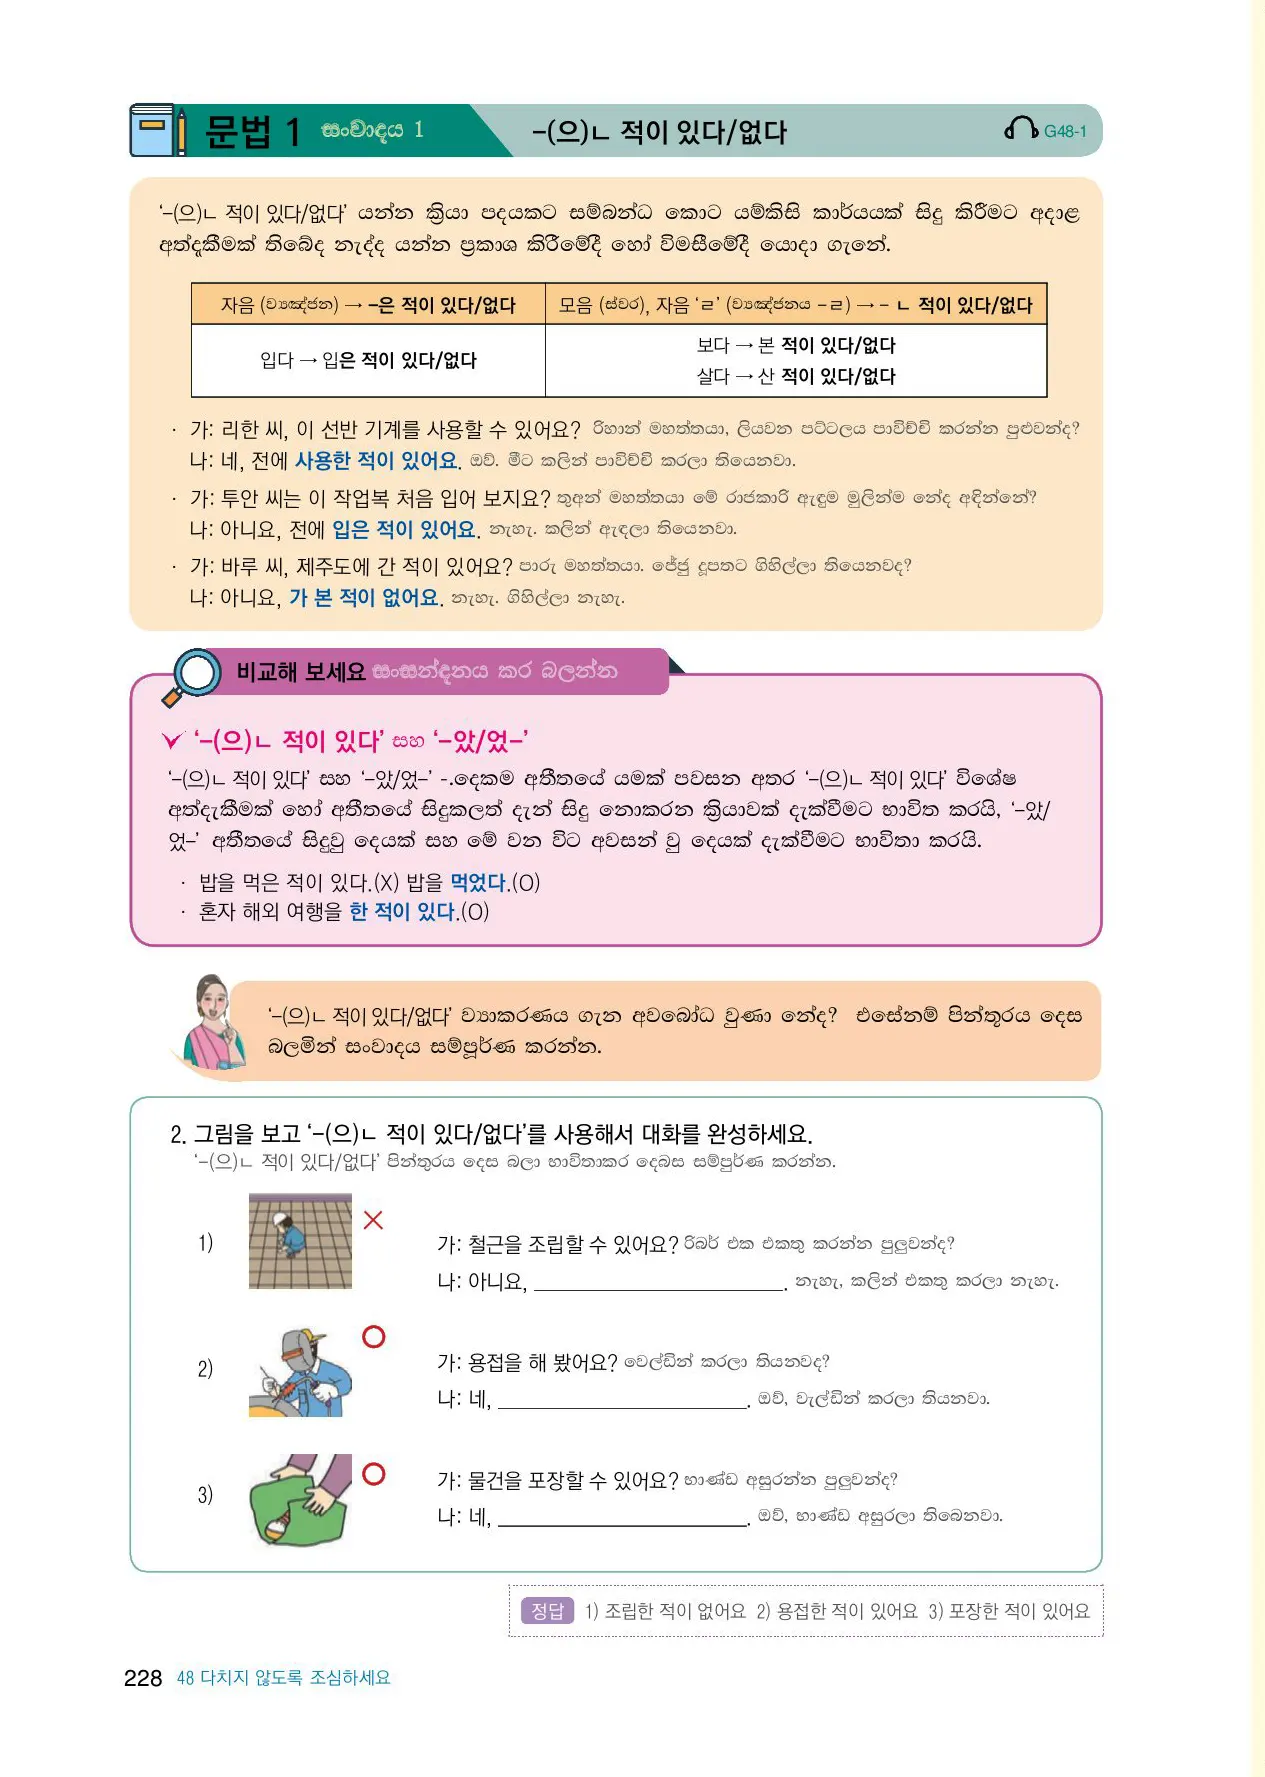 문법 1 සංවාදය 1 -(으)ㄴ 적이 있다/없다 G48-1
‘-(으)ㄴ 적이 있다/없다’ යන්න ක්‍රියා පදයකට සම්බන්ධ කොට යම්කිසි කාර්යයක් සිදු කිරීමට අදාළ
අත්දැකීමක් තිබේද නැද්ද යන්න ප්‍රකාශ කිරීමේදී හෝ විමසීමේදී යොදා ගැනේ.
자음 (ව්‍යඤ්ජන) → -은 적이 있다/없다 모음 (ස්වර), 자음 ‘ㄹ’ (ව්‍යඤ්ජනය -ㄹ) → - ㄴ 적이 있다/없다
입다 → 입은 적이 있다/없다
보다 → 본 적이 있다/없다
살다 → 산 적이 있다/없다
· 가: 리한 씨, 이 선반 기계를 사용할 수 있어요? රිහාන් මහත්තයා, ලියවන පට්ටලය පාවිච්චි කරන්න පුළුවන්ද?
나: 네, 전에 사용한 적이 있어요. ඔව්. මීට කලින් පාවිච්චි කරලා තියෙනවා.
· 가: 투안 씨는 이 작업복 처음 입어 보지요? තුඅන් මහත්තයා මේ රාජකාරි ඇඳුම මුලින්ම නේද අඳින්නේ?
나: 아니요, 전에 입은 적이 있어요. නැහැ. කලින් ඇඳලා තියෙනවා.
· 가: 바루 씨, 제주도에 간 적이 있어요? පාරු මහත්තයා. ජේජු දූපතට ගිහිල්ලා තියෙනවද?
나: 아니요, 가 본 적이 없어요. නැහැ. ගිහිල්ලා නැහැ.
비교해 보세요 සංසන්දනය කර බලන්න
‘-(으)ㄴ 적이 있다’ සහ ‘-았/었-’
‘-(으)ㄴ 적이 있다’ සහ ‘-았/었-’ -.දෙකම අතීතයේ යමක් පවසන අතර ‘-(으)ㄴ 적이 있다’ විශේෂ
අත්දැකීමක් හෝ අතීතයේ සිදුකලත් දැන් සිදු නොකරන ක්‍රියාවක් දැක්වීමට භාවිත කරයි, ‘-았/
었-’ අතීතයේ සිදුවු දෙයක් සහ මේ වන විට අවසන් වු දෙයක් දැක්වීමට භාවිතා කරයි.
· 밥을 먹은 적이 있다.(X) 밥을 먹었다.(O)
· 혼자 해외 여행을 한 적이 있다.(O)
‘-(으)ㄴ 적이 있다/없다’ ව්‍යාකරණය ගැන අවබෝධ වුණා නේද? එසේනම් පින්තූරය දෙස
බලමින් සංවාදය සම්පූර්ණ කරන්න.
2. 그림을 보고 ‘-(으)ㄴ 적이 있다/없다’를 사용해서 대화를 완성하세요.
‘-(으)ㄴ 적이 있다/없다’ පින්තුරය දෙස බලා භාවිතාකර දෙබස සම්පුර්ණ කරන්න.
1) 가: 철근을 조립할 수 있어요? රිබර් එක එකතු කරන්න පුලුවන්ද?
나: 아니요, ______. නැහැ, කලින් එකතු කරලා නැහැ.
2) 가: 용접을 해 봤어요? වෙල්ඩින් කරලා තියනවද?
나: 네, ______. ඔව්, වැල්ඩින් කරලා තියනවා.
3) 가: 물건을 포장할 수 있어요? භාණ්ඩ අසුරන්න පුලුවන්ද?
나: 네, ______. ඔව්, භාණ්ඩ අසුරලා තිබෙනවා.
정답 1) 조립한 적이 없어요 2) 용접한 적이 있어요 3) 포장한 적이 있어요
228 48 다치지 않도록 조심하세요